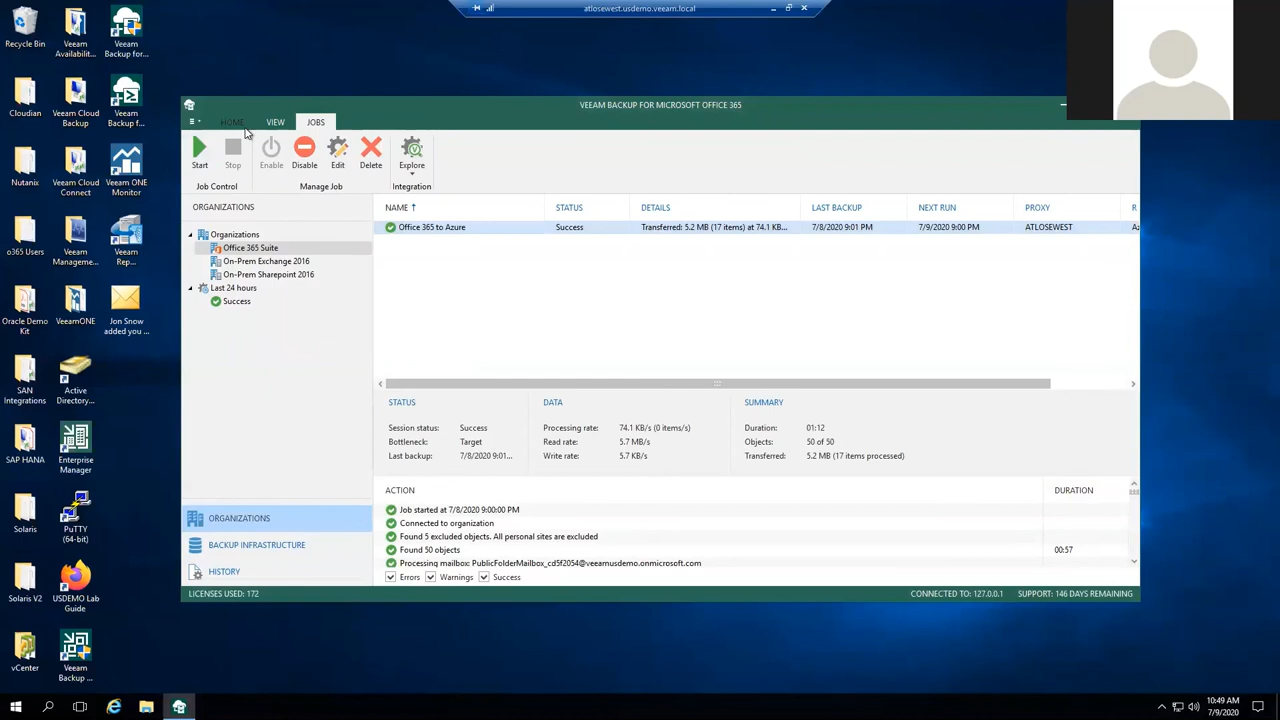 atlosewest.usdemo.veeam.local
Recycle Bin
Veeam Availabilit...
Veeam Backup for...
Cloudian
Veeam Cloud Backup
Veeam Backup f...
Nutanix
Veeam Cloud Connect
Veeam ONE Monitor
o365 Users
Veeam Manageme...
Veeam Rep...
Oracle Demo Kit
VeeamONE
Jon Snow added you ...
SAN Integrations
Active Directory...
SAP HANA
Enterprise Manager
Solaris
PuTTY (64-bit)
Solaris V2
USDEMO Lab Guide
vCenter
Veeam Backup ...
VEEAM BACKUP FOR MICROSOFT OFFICE 365
HOME VIEW JOBS
Start Stop Enable Disable Edit Delete Explore
Job Control Manage Job Integration
ORGANIZATIONS
Organizations
Office 365 Suite
On-Prem Exchange 2016
On-Prem Sharepoint 2016
Last 24 hours
Success
NAME STATUS DETAILS LAST BACKUP NEXT RUN PROXY R
Office 365 to Azure Success Transferred: 5.2 MB (17 items) at 74.1 KB... 7/8/2020 9:01 PM 7/9/2020 9:00 PM ATLOSEWEST Az
STATUS DATA SUMMARY
Session status: Success Processing rate: 74.1 KB/s (0 items/s) Duration: 01:12
Bottleneck: Target Read rate: 5.7 MB/s Objects: 50 of 50
Last backup: 7/8/2020 9:01... Write rate: 5.7 KB/s Transferred: 5.2 MB (17 items processed)
ACTION DURATION
Job started at 7/8/2020 9:00:00 PM
Connected to organization
Found 5 excluded objects. All personal sites are excluded
Found 50 objects 00:57
Processing mailbox: PublicFolderMailbox_cd5f2054@veeamusdemo.onmicrosoft.com
Errors Warnings Success
ORGANIZATIONS
BACKUP INFRASTRUCTURE
HISTORY
LICENSES USED: 172 CONNECTED TO: 127.0.0.1 SUPPORT: 146 DAYS REMAINING
10:49 AM
7/9/2020